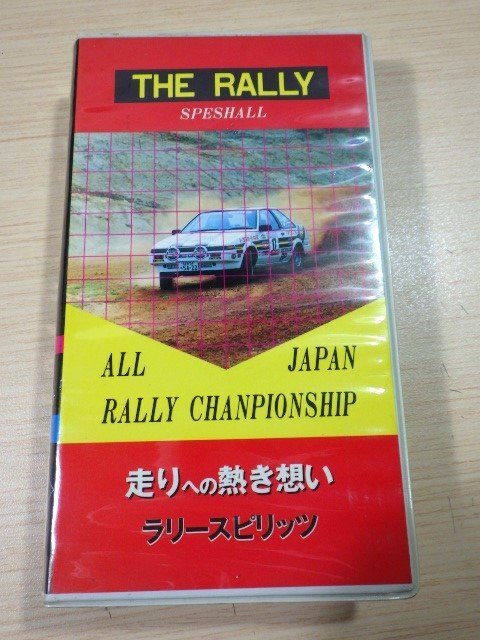 THE RALLY
SPESHALL
ALL JAPAN
RALLY CHANPIONSHIP
走りへの熱き想い
ラリースピリッツ